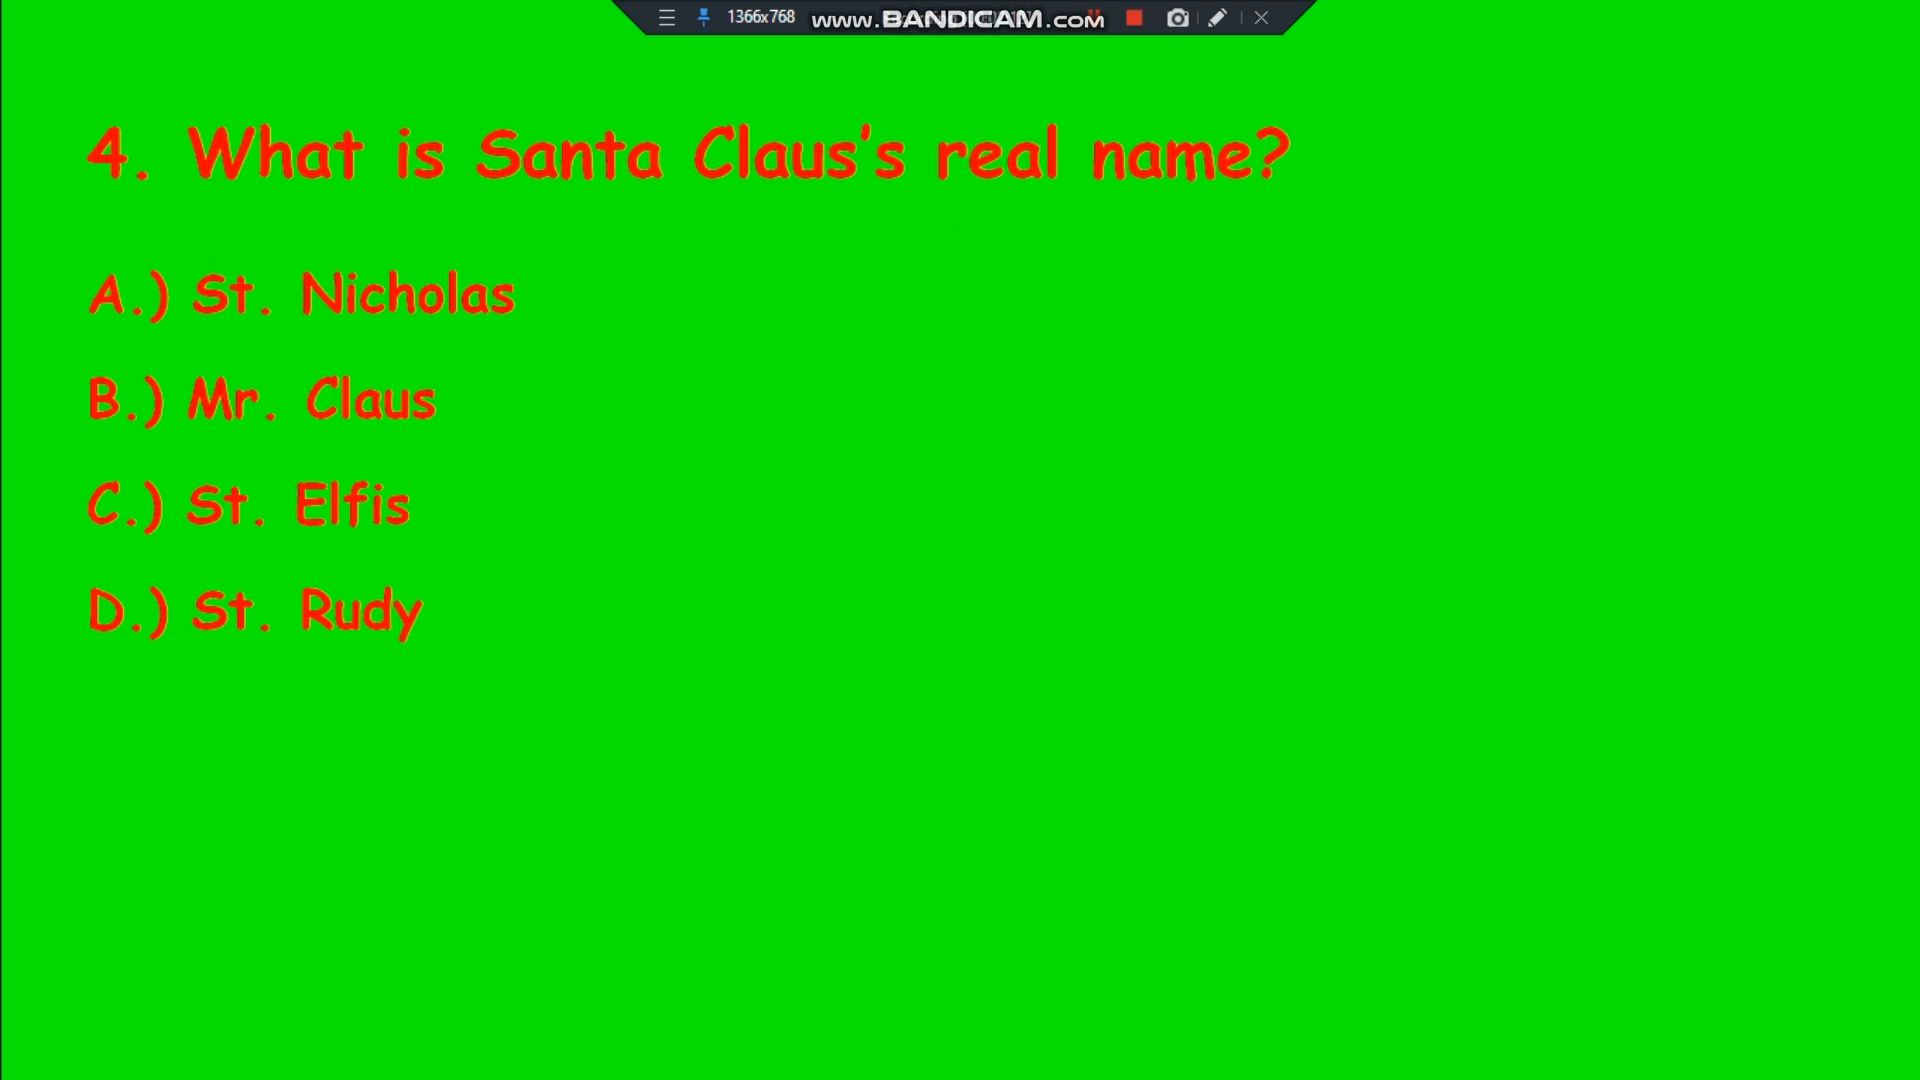 1366x768 www.BANDICAM.com
4. What is Santa Claus's real name?
A.) St. Nicholas
B.) Mr. Claus
C.) St. Elfis
D.) St. Rudy